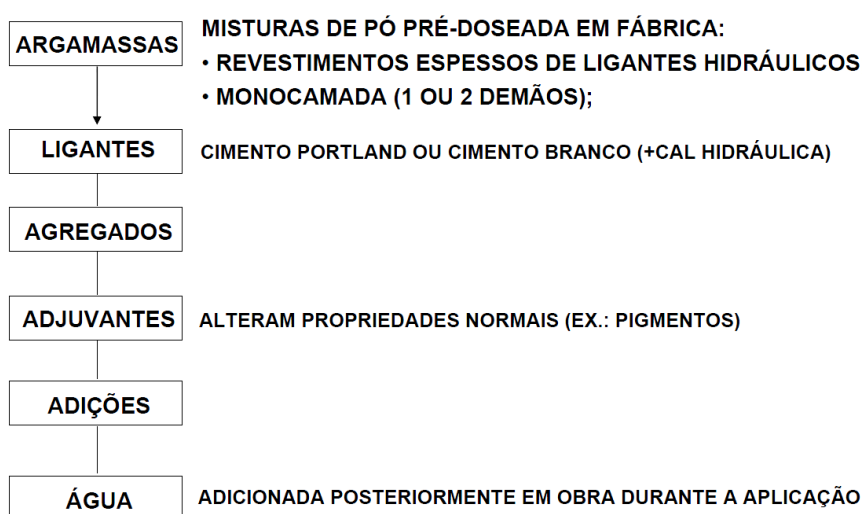 ARGAMASSAS
MISTURAS DE PÓ PRÉ-DOSEADA EM FÁBRICA:
• REVESTIMENTOS ESPESSOS DE LIGANTES HIDRÁULICOS
• MONOCAMADA (1 OU 2 DEMÃOS);
LIGANTES
CIMENTO PORTLAND OU CIMENTO BRANCO (+CAL HIDRÁULICA)
AGREGADOS
ADJUVANTES
ALTERAM PROPRIEDADES NORMAIS (EX.: PIGMENTOS)
ADIÇÕES
ÁGUA
ADICIONADA POSTERIORMENTE EM OBRA DURANTE A APLICAÇÃO